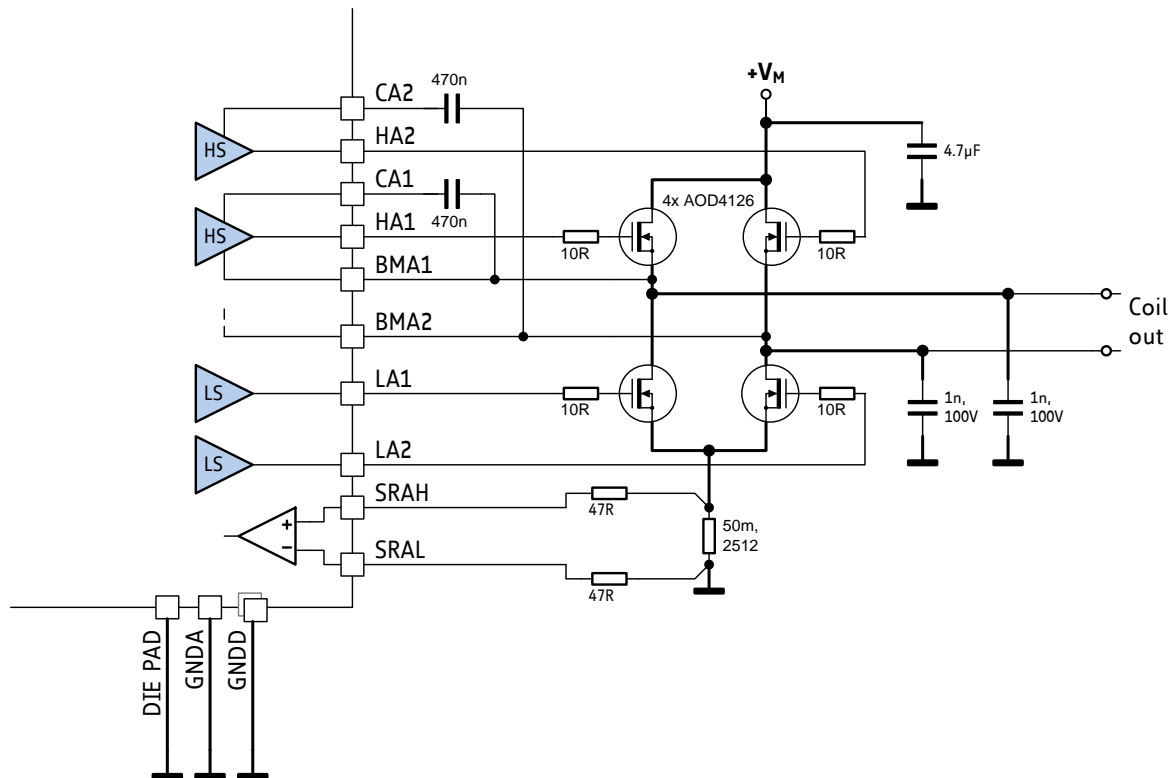 470n
CA2
+VM
HS
HA2
4.7µF
CA1
4x AOD4126
HS
HA1
470n
10R
10R
BMA1
Coil
out
BMA2
LS
LA1
10R
10R
1n,
100V
1n,
100V
LS
LA2
SRAH
47R
+
50m,
2512
−
SRAL
47R
DIE PAD
GNDA
GNDD